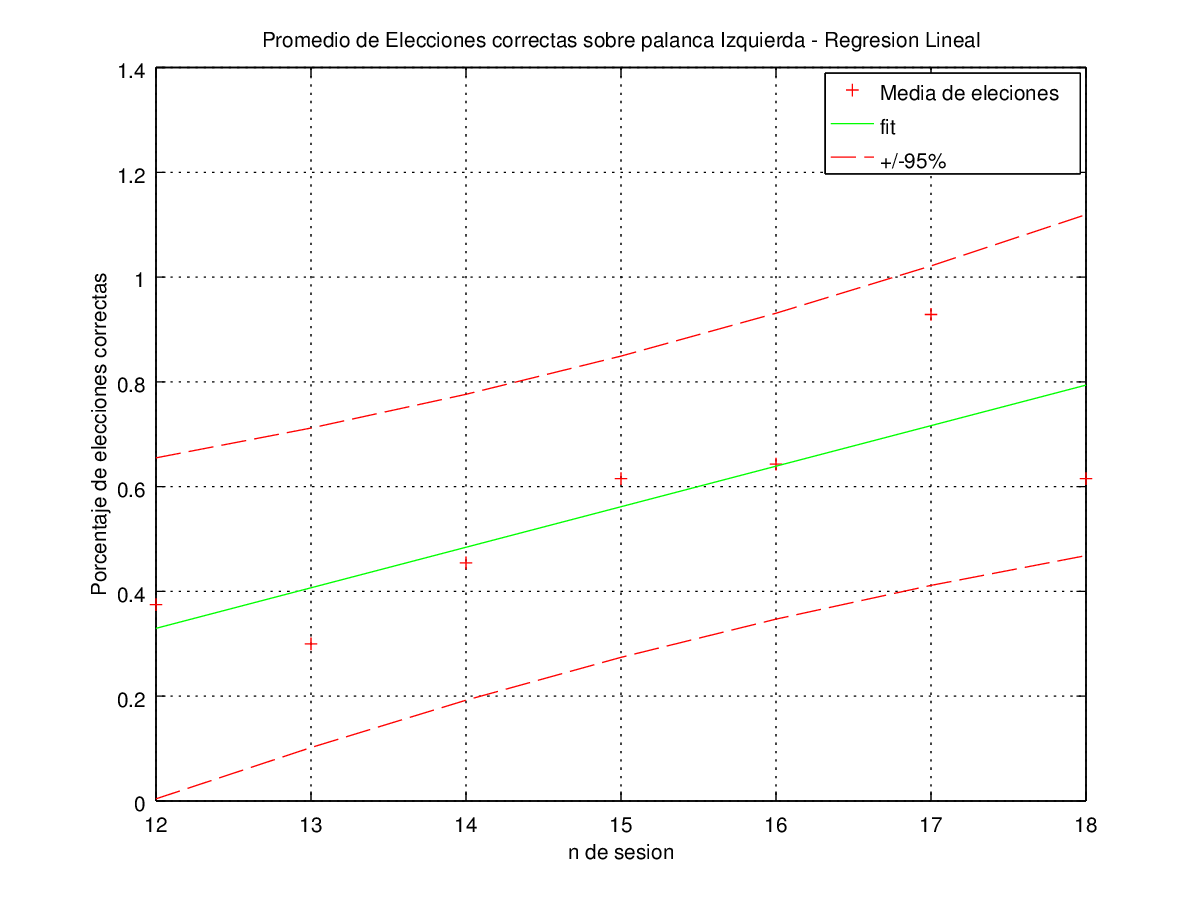 Promedio de Elecciones correctas sobre palanca Izquierda - Regresion Lineal
1.4
1.2
1
0.8
0.6
0.4
0.2
0
Porcentaje de elecciones correctas
Media de eleciones
fit
+/-95%
12 13 14 15 16 17 18
n de sesion